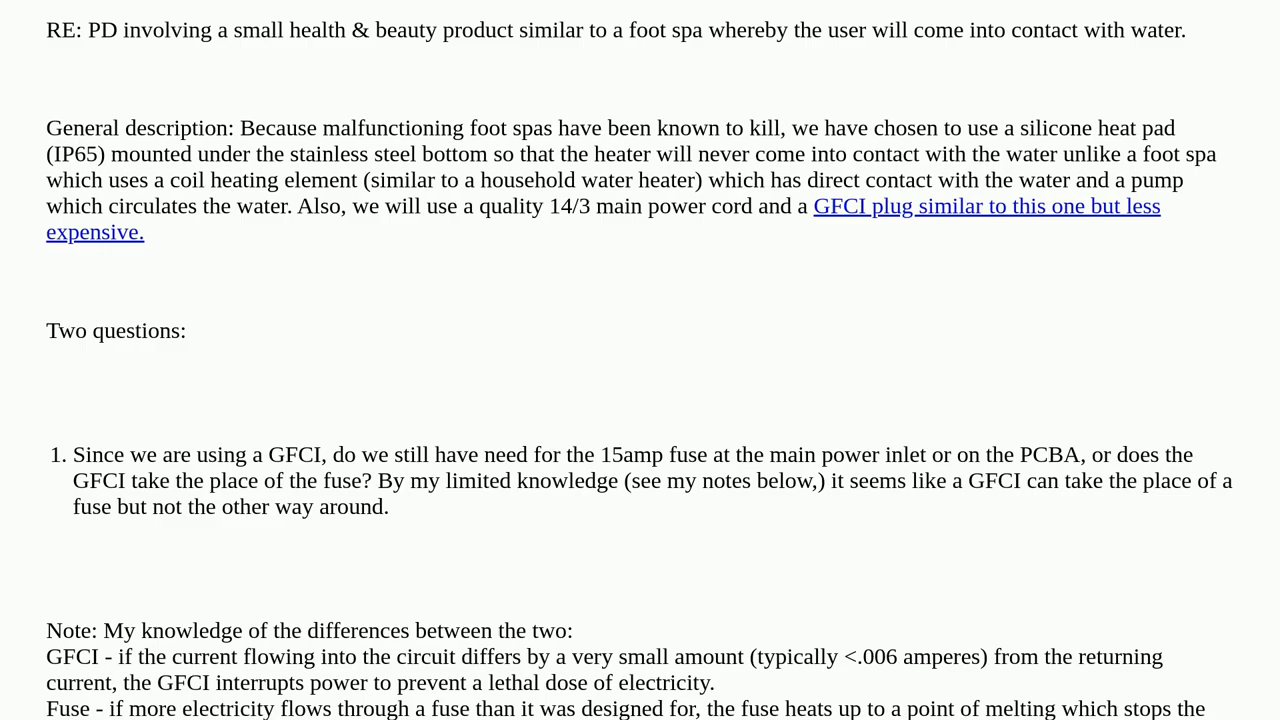 RE: PD involving a small health & beauty product similar to a foot spa whereby the user will come into contact with water.
General description: Because malfunctioning foot spas have been known to kill, we have chosen to use a silicone heat pad
(IP65) mounted under the stainless steel bottom so that the heater will never come into contact with the water unlike a foot spa
which uses a coil heating element (similar to a household water heater) which has direct contact with the water and a pump
which circulates the water. Also, we will use a quality 14/3 main power cord and a GFCI plug similar to this one but less
expensive.
Two questions:
1. Since we are using a GFCI, do we still have need for the 15amp fuse at the main power inlet or on the PCBA, or does the
GFCI take the place of the fuse? By my limited knowledge (see my notes below,) it seems like a GFCI can take the place of a
fuse but not the other way around.
Note: My knowledge of the differences between the two:
GFCI - if the current flowing into the circuit differs by a very small amount (typically <.006 amperes) from the returning
current, the GFCI interrupts power to prevent a lethal dose of electricity.
Fuse - if more electricity flows through a fuse than it was designed for, the fuse heats up to a point of melting which stops the